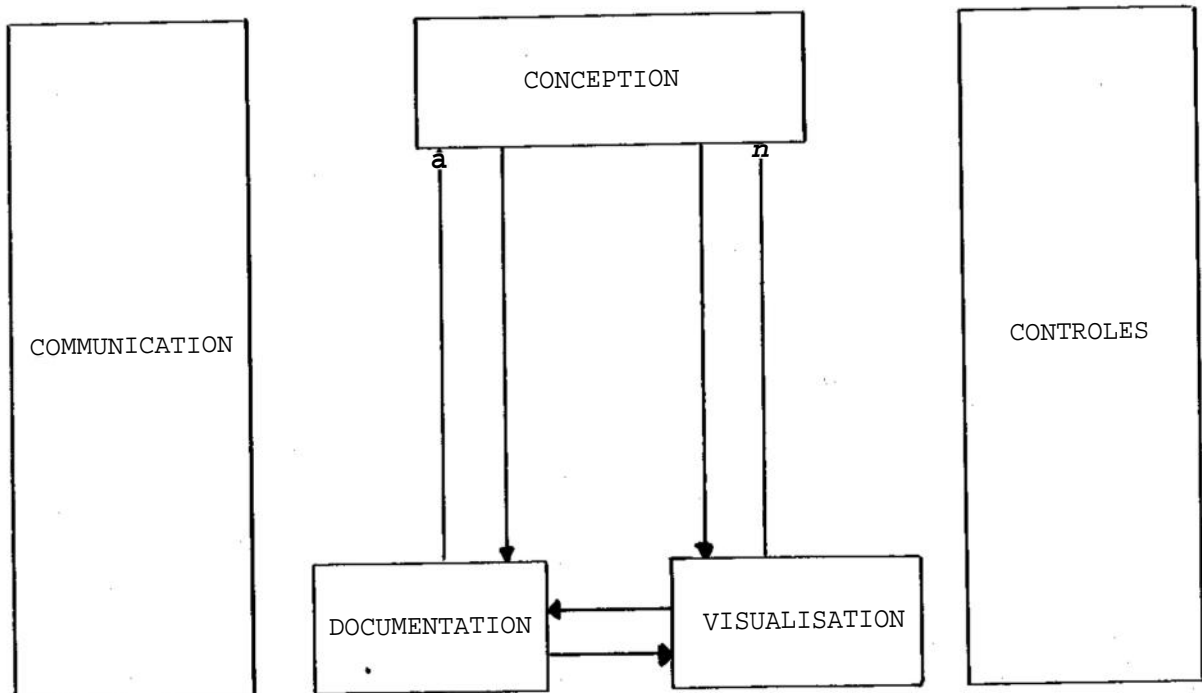 CONCEPTION
a
n
COMMUNICATION
CONTROLES
DOCUMENTATION
VISUALISATION